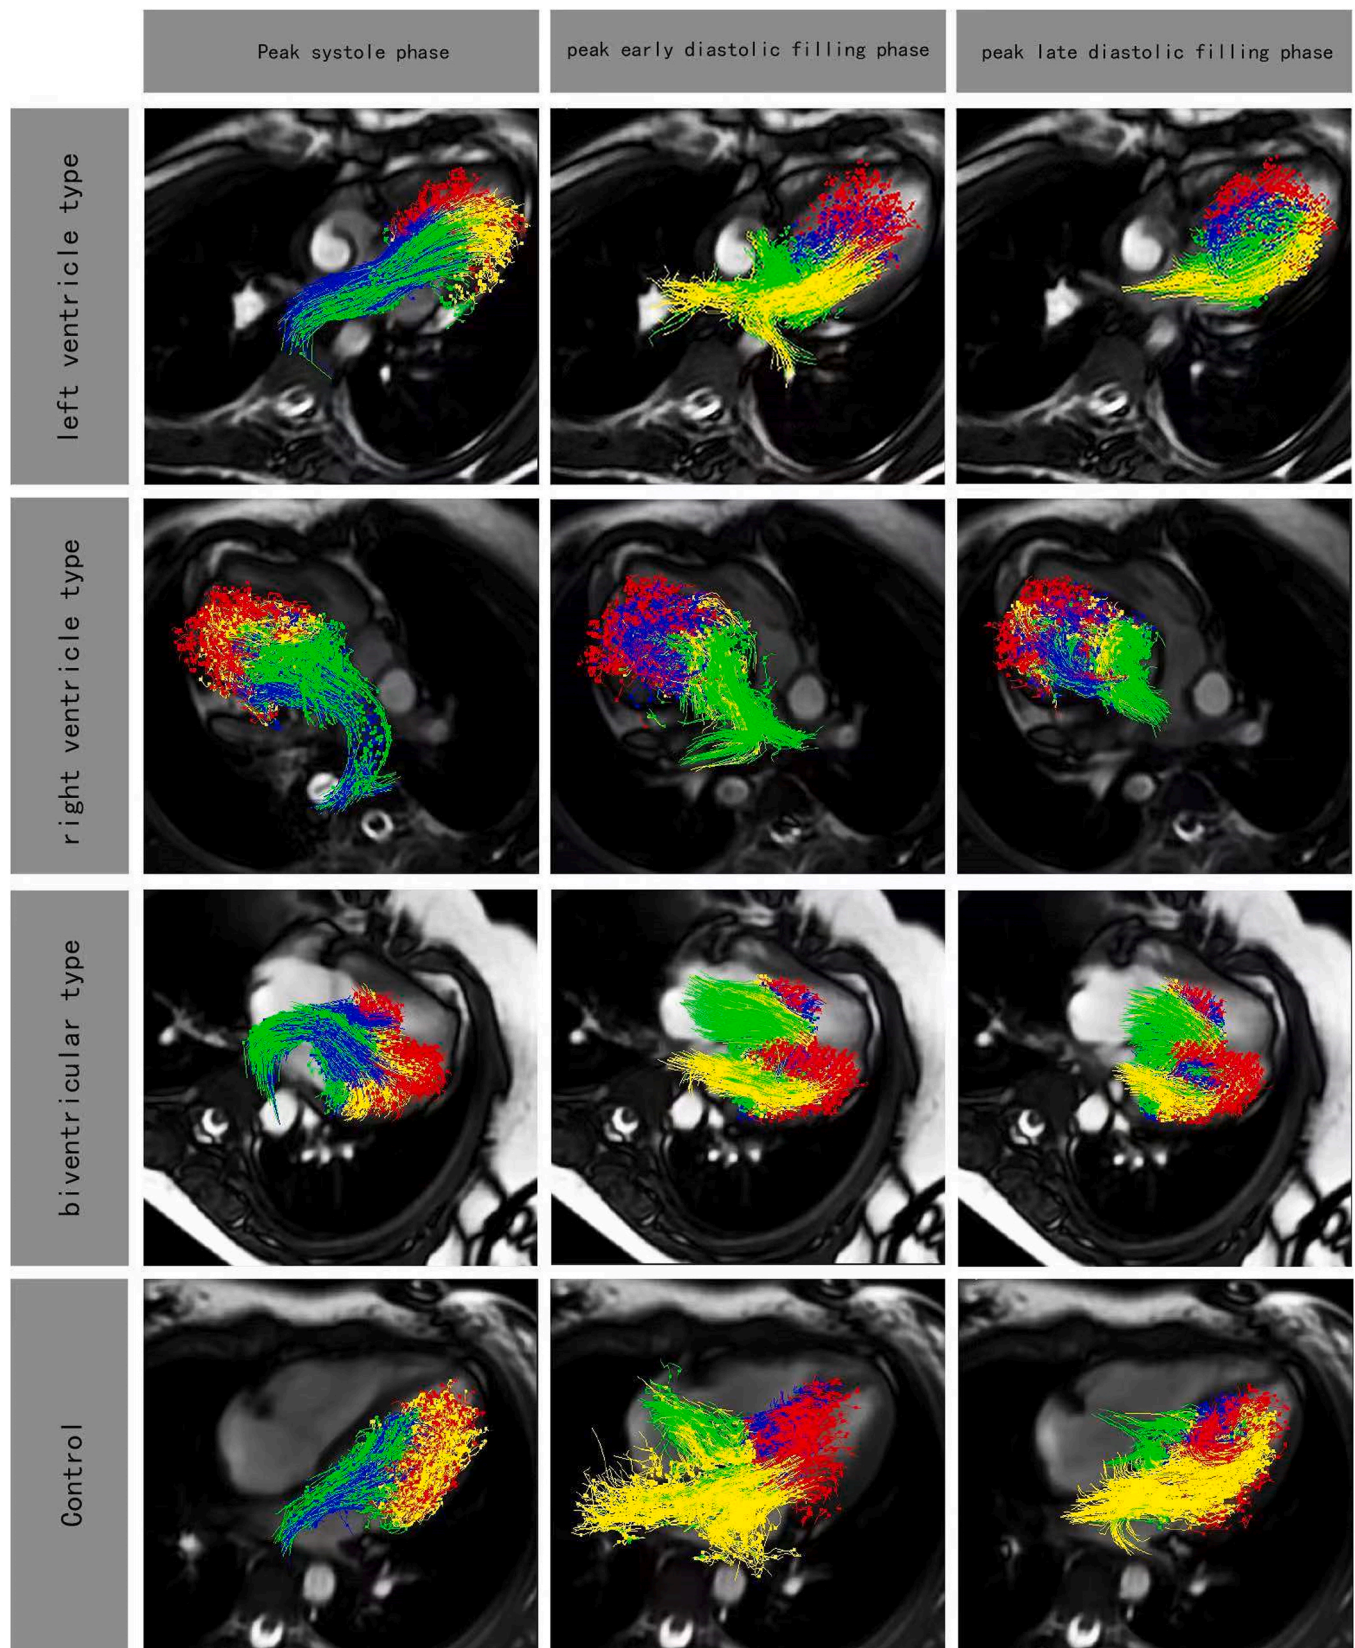 Peak systole phase
peak early diastolic filling phase
peak late diastolic filling phase
left ventricle type
right ventricle type
biventricular type
Control